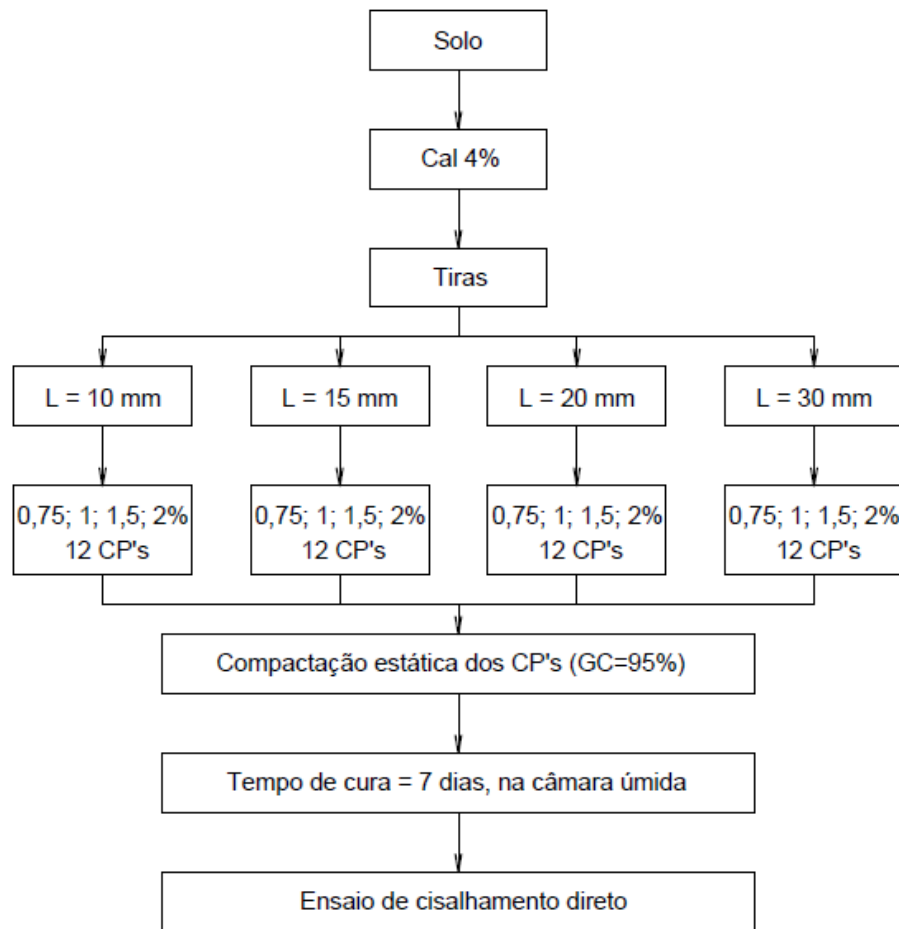 Solo
Cal 4%
Tiras
L = 10 mm
L = 15 mm
L = 20 mm
L = 30 mm
0,75; 1; 1,5; 2%
12 CP's
0,75; 1; 1,5; 2%
12 CP's
0,75; 1; 1,5; 2%
12 CP's
0,75; 1; 1,5; 2%
12 CP's
Compactação estática dos CP's (GC=95%)
Tempo de cura = 7 dias, na câmara úmida
Ensaio de cisalhamento direto